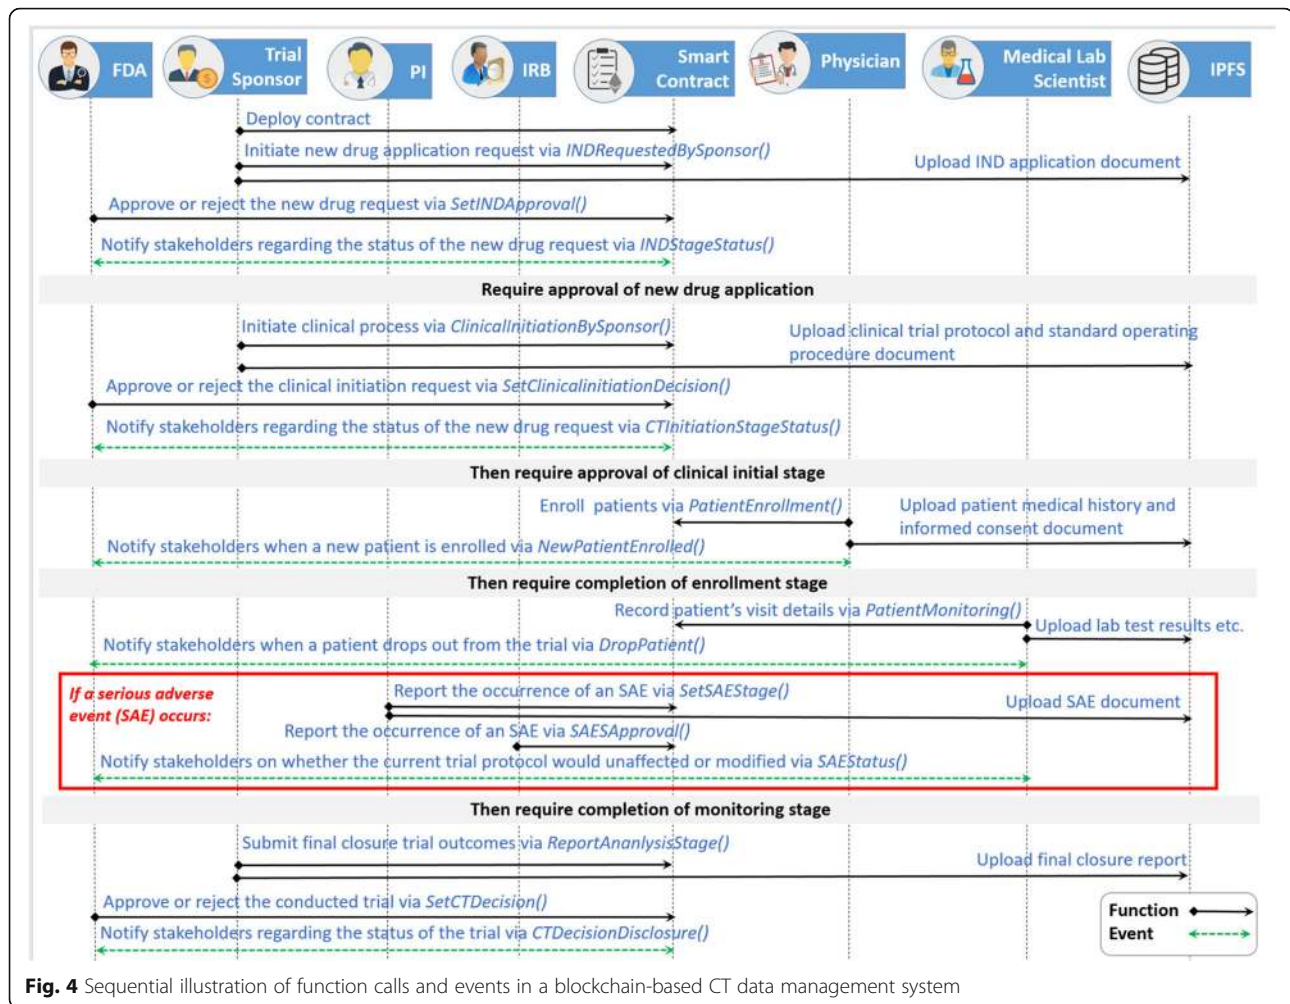 FDA
Trial
Sponsor
PI
IRB
Smart
Contract
Physician
Medical Lab
Scientist
IPFS
Deploy contract
Initiate new drug application request via INDRequestedBySponsor()
Upload IND application document
Approve or reject the new drug request via SetINDApproval()
Notify stakeholders regarding the status of the new drug request via INDStageStatus()
Require approval of new drug application
Initiate clinical process via ClinicalInitiationBySponsor()
Upload clinical trial protocol and standard operating
procedure document
Approve or reject the clinical initiation request via SetClinicalinitiationDecision()
Notify stakeholders regarding the status of the new drug request via CTInitiationStageStatus()
Then require approval of clinical initial stage
Enroll patients via PatientEnrollment()
Upload patient medical history and
informed consent document
Notify stakeholders when a new patient is enrolled via NewPatientEnrolled()
Then require completion of enrollment stage
Record patient's visit details via PatientMonitoring()
Upload lab test results etc.
Notify stakeholders when a patient drops out from the trial via DropPatient()
If a serious adverse
event (SAE) occurs:
Report the occurrence of an SAE via SetSAEStage()
Upload SAE document
Report the occurrence of an SAE via SAESApproval()
Notify stakeholders on whether the current trial protocol would unaffected or modified via SAEStatus()
Then require completion of monitoring stage
Submit final closure trial outcomes via ReportAnanlysisStage()
Upload final closure report
Approve or reject the conducted trial via SetCTDecision()
Notify stakeholders regarding the status of the trial via CTDecisionDisclosure()
Function
Event
Fig. 4 Sequential illustration of function calls and events in a blockchain-based CT data management system